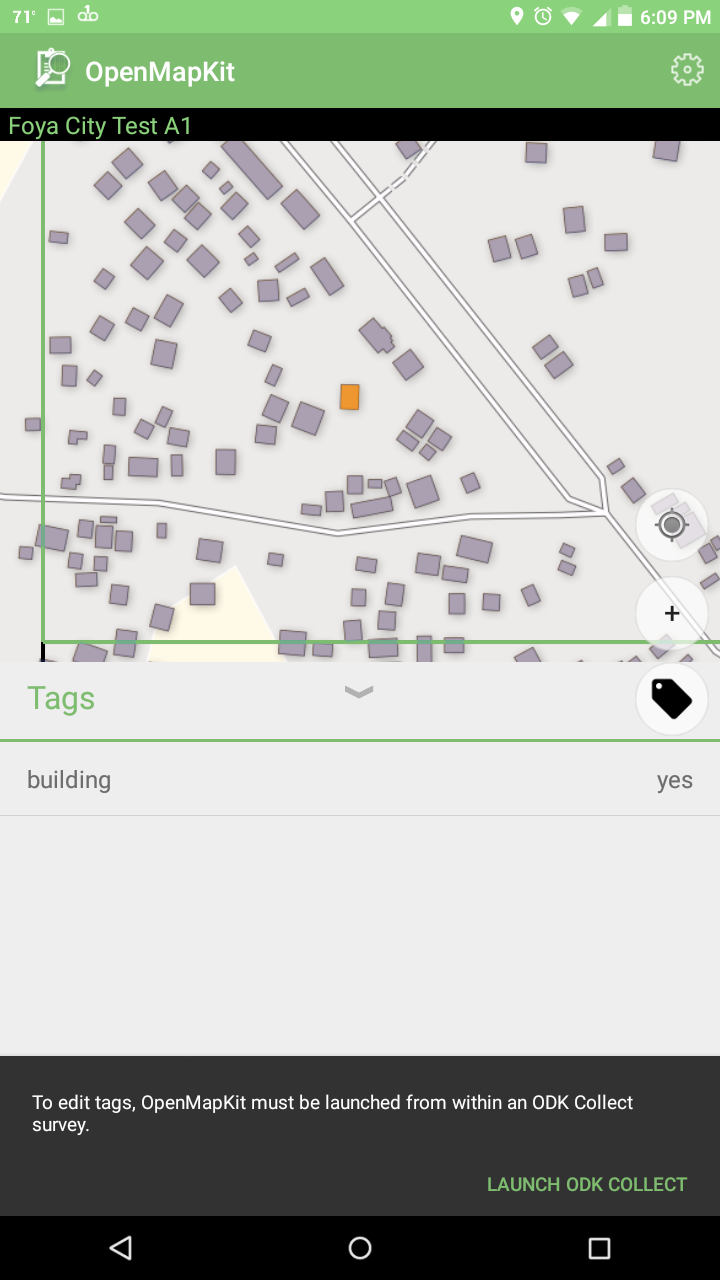 71°
6:09 PM
OpenMapKit
Foya City Test A1
+
Tags
building yes
To edit tags, OpenMapKit must be launched from within an ODK Collect
survey.
LAUNCH ODK COLLECT